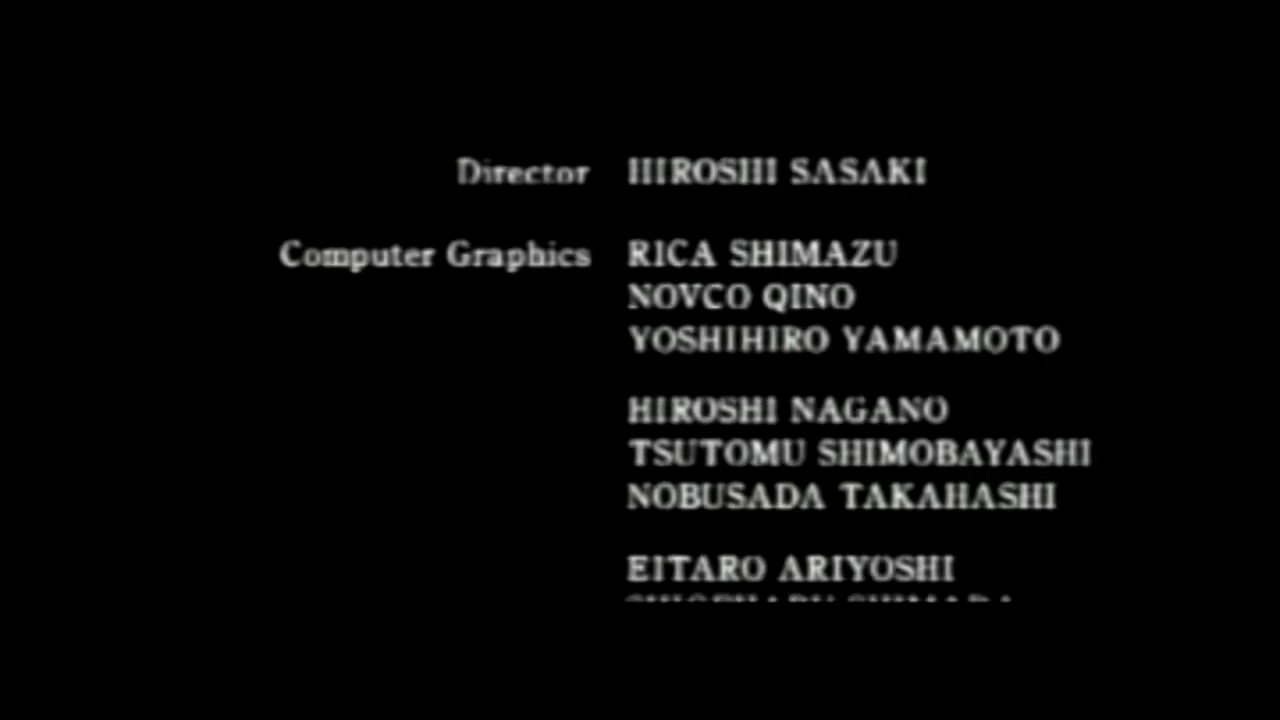 Director HIROSHI SASAKI
Computer Graphics RICA SHIMAZU
NOVCO QINO
YOSHIHIRO YAMAMOTO
HIROSHI NAGANO
TSUTOMU SHIMOBAYASHI
NOBUSADA TAKAHASHI
EITARO ARIYOSHI